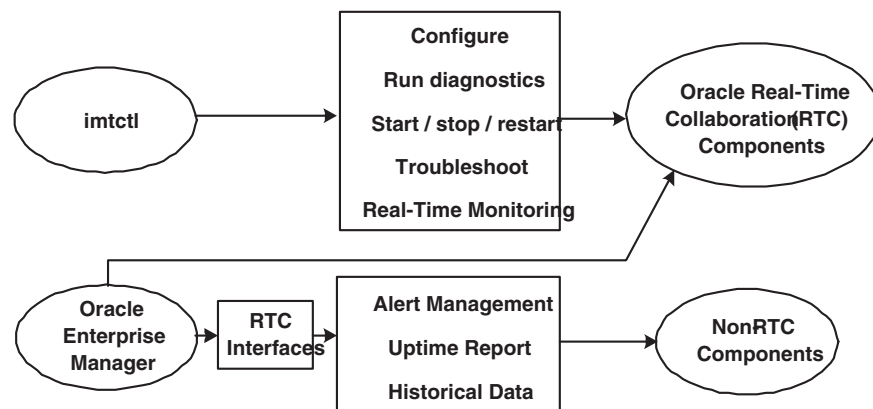 imtctl
Configure
Run diagnostics
Start / stop / restart
Troubleshoot
Real-Time Monitoring
Oracle Real-Time
Collaboration(RTC)
Components
Oracle
Enterprise
Manager
RTC
Interfaces
Alert Management
Uptime Report
Historical Data
NonRTC
Components